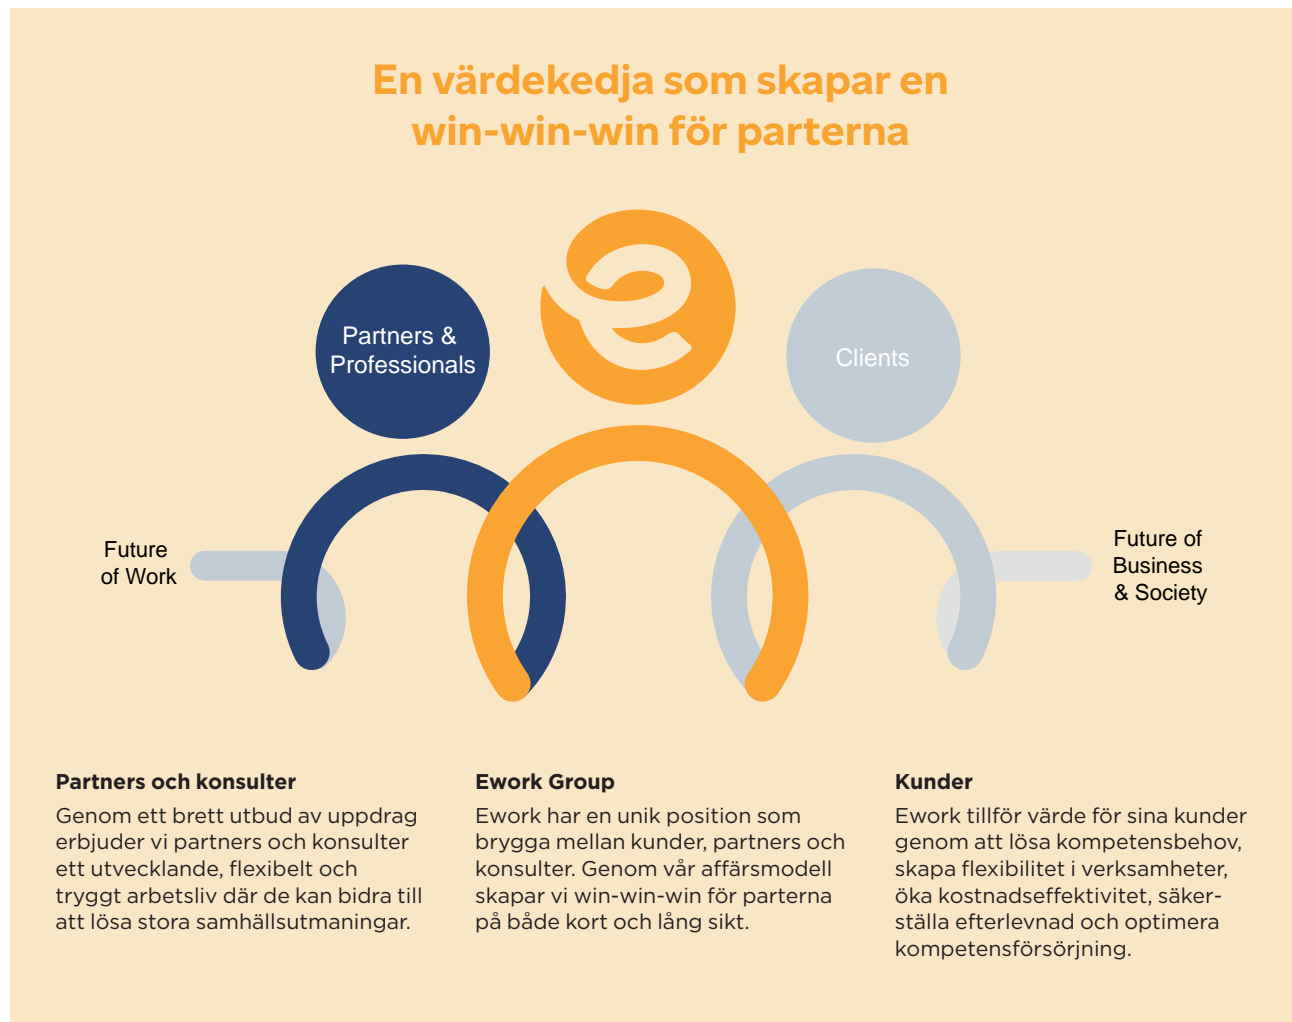 En värdekedja som skapar en
win-win-win för parterna
Partners &
Professionals
Clients
Future
of Work
Future of
Business
& Society
Partners och konsulter
Genom ett brett utbud av uppdrag
erbjuder vi partners och konsulter
ett utvecklande, flexibelt och
tryggt arbetsliv där de kan bidra till
att lösa stora samhällsutmaningar.
Ework Group
Ework har en unik position som
brygga mellan kunder, partners och
konsulter. Genom vår affärsmodell
skapar vi win-win-win för parterna
på både kort och lång sikt.
Kunder
Ework tillför värde för sina kunder
genom att lösa kompetensbehov,
skapa flexibilitet i verksamheter,
öka kostnadseffektivitet, säker-
ställa efterlevnad och optimera
kompetensförsörjning.